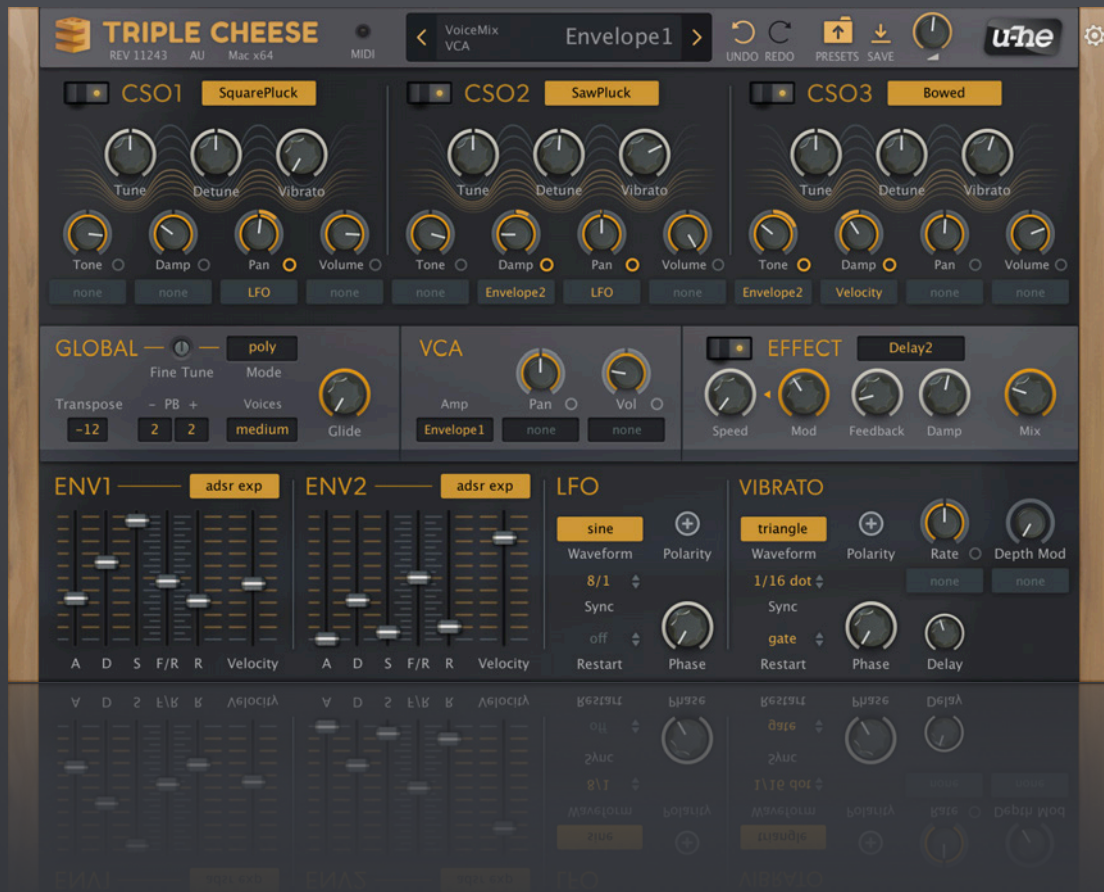 TRIPLE CHEESE
REV 11243 AU Mac x64
MIDI
VoiceMix
VCA
Envelope1
UNDO REDO PRESETS SAVE
u-he
CSO1 SquarePluck
Tune Detune Vibrato
Tone Damp Pan Volume
none none LFO none
CSO2 SawPluck
Tune Detune Vibrato
Tone Damp Pan Volume
none Envelope2 LFO none
CSO3 Bowed
Tune Detune Vibrato
Tone Damp Pan Volume
Envelope2 Velocity none none
GLOBAL poly
Fine Tune Mode
Transpose - PB + Voices
-12 2 2 medium Glide
VCA
Amp Pan Vol
Envelope1 none none
EFFECT Delay2
Speed Mod Feedback Damp Mix
ENV1 adsr exp
A D S F/R R Velocity
ENV2 adsr exp
A D S F/R R Velocity
LFO
sine
Waveform Polarity
8/1
Sync
off
Restart Phase
VIBRATO
triangle
Waveform Polarity Rate Depth Mod
1/16 dot none none
Sync
gate
Restart Phase Delay